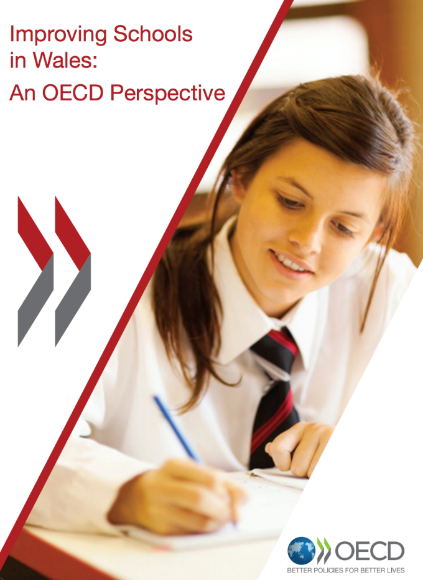 Improving Schools
in Wales:
An OECD Perspective
OECD
BETTER POLICIES FOR BETTER LIVES